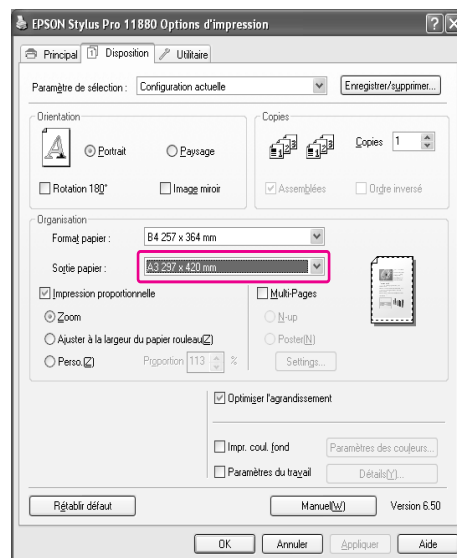 EPSON Stylus Pro 11880 Options d'impression
Principal Disposition Utilitaire
Paramètre de sélection : Configuration actuelle Enregistrer/supprimer...
Orientation
Portrait Paysage
Rotation 180° Image miroir
Copies
Copies 1
Assemblées Ordre inversé
Organisation
Format papier : B4 257 x 364 mm
Sortie papier : A3 297 x 420 mm
Impression proportionnelle
Zoom
Ajuster à la largeur du papier rouleau(Z)
Perso.(Z) Proportion 113 %
Multi-Pages
N-up
Poster(N)
Settings...
Optimiser l'agrandissement
Impr. coul. fond Paramètres des couleurs...
Paramètres du travail Détails(Y)...
Rétablir défaut Manuel(W) Version 6.50
OK Annuler Appliquer Aide